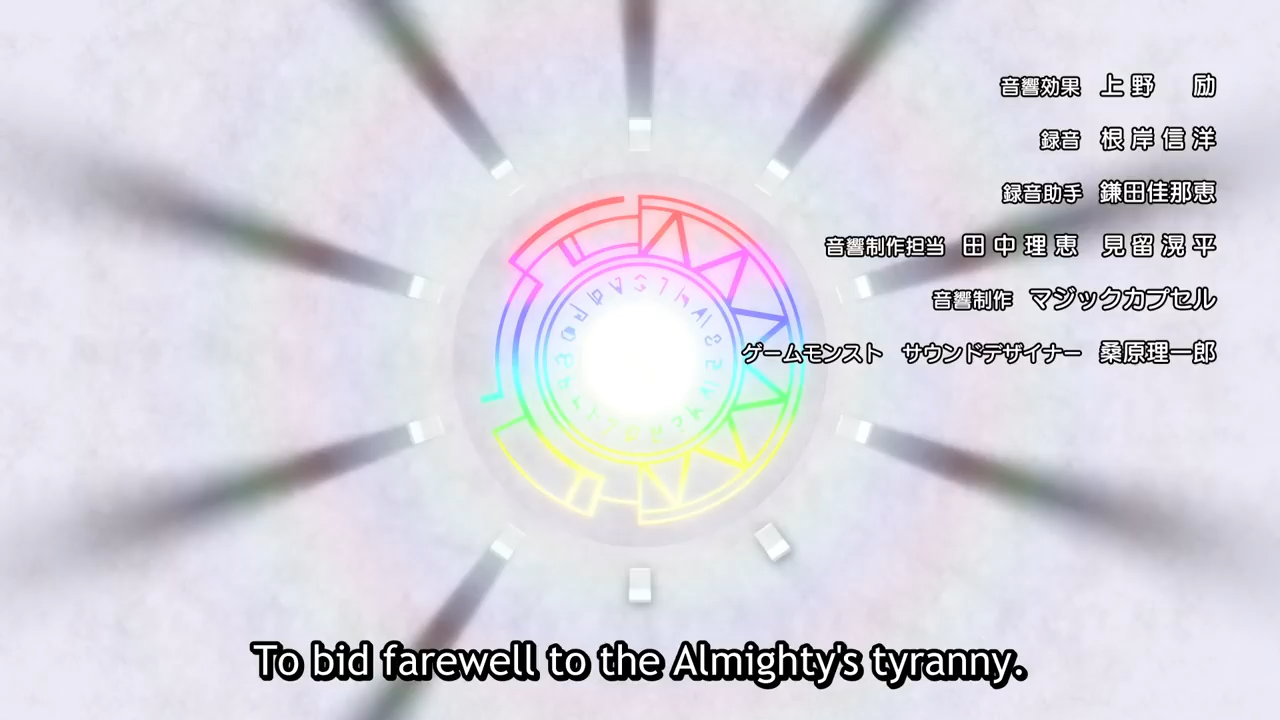 音響効果 上野 励
録音 根岸信洋
録音助手 鎌田佳那恵
音響制作担当 田中理恵 見留滉平
音響制作 マジックカプセル
ゲームモンスト サウンドデザイナー 桑原理一郎
To bid farewell to the Almighty's tyranny.